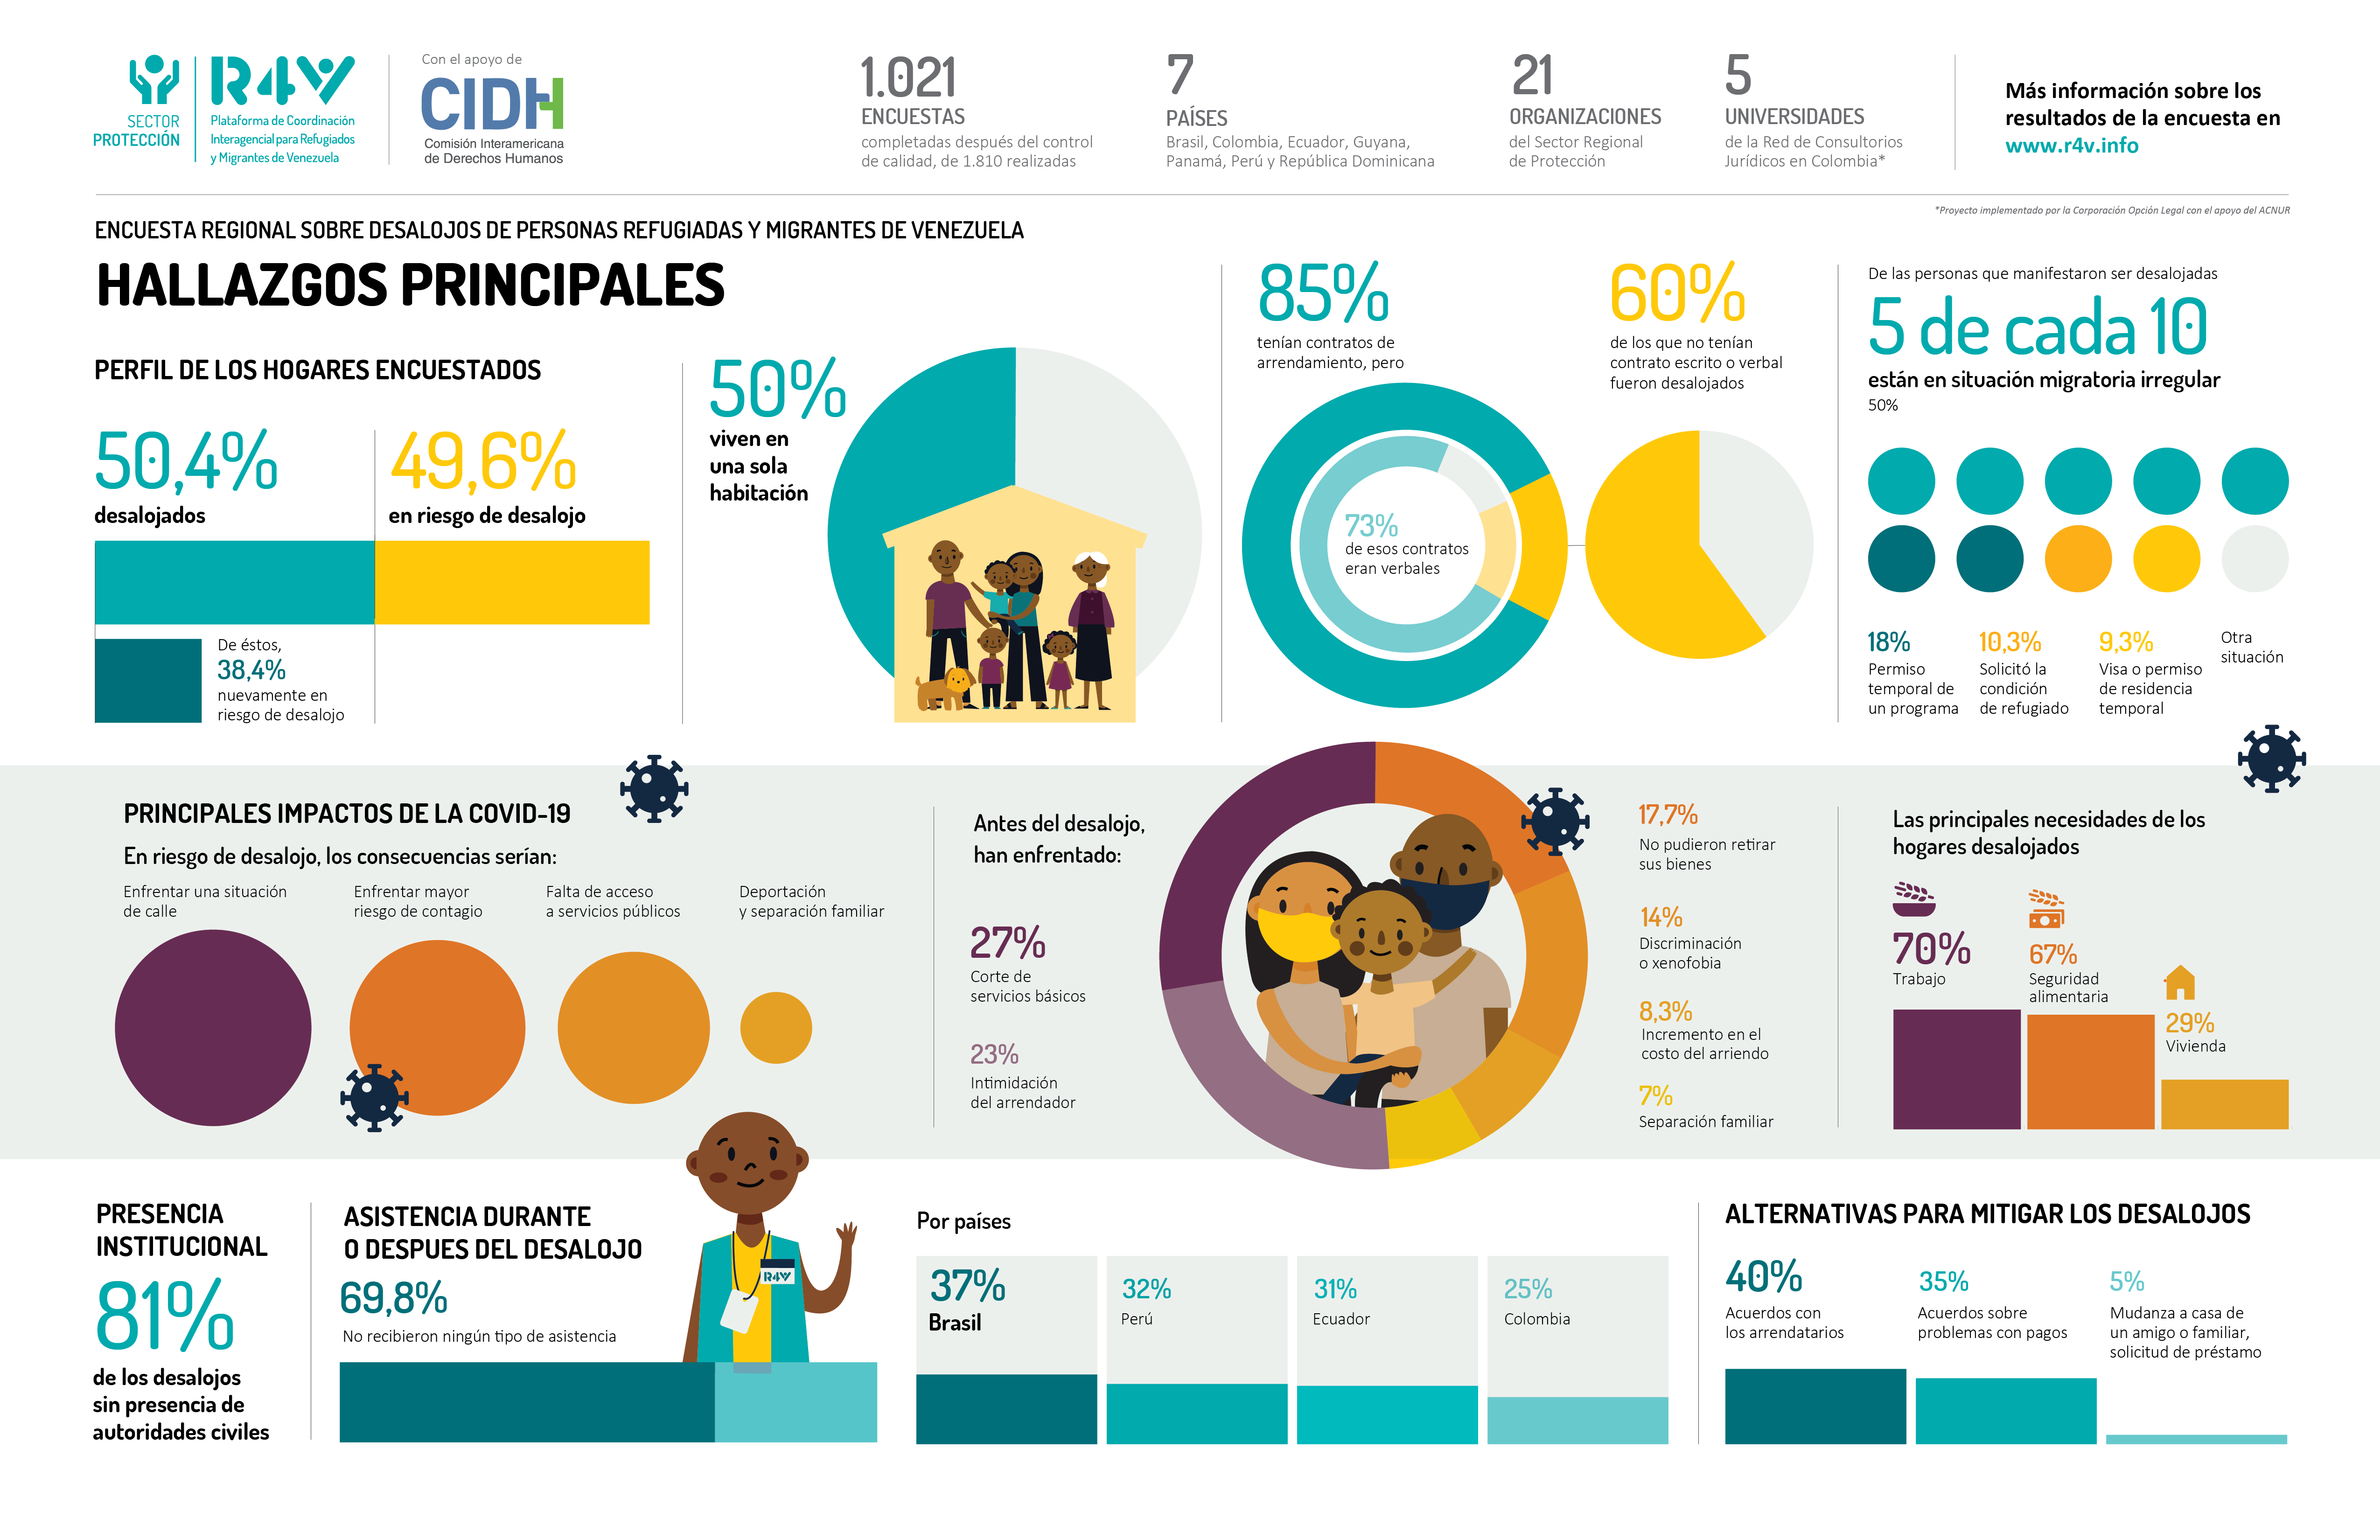 SECTOR
PROTECCIÓN
R4V
Plataforma de Coordinación
Interagencial para Refugiados
y Migrantes de Venezuela
Con el apoyo de
CIDH
Comisión Interamericana
de Derechos Humanos
1.021
ENCUESTAS
completadas después del control
de calidad, de 1.810 realizadas
7
PAÍSES
Brasil, Colombia, Ecuador, Guyana,
Panamá, Perú y República Dominicana
21
ORGANIZACIONES
del Sector Regional
de Protección
5
UNIVERSIDADES
de la Red de Consultorios
Jurídicos en Colombia*
Más información sobre los
resultados de la encuesta en
www.r4v.info
*Proyecto implementado por la Corporación Opción Legal con el apoyo del ACNUR
ENCUESTA REGIONAL SOBRE DESALOJOS DE PERSONAS REFUGIADAS Y MIGRANTES DE VENEZUELA
HALLAZGOS PRINCIPALES
PERFIL DE LOS HOGARES ENCUESTADOS
50,4%
desalojados
49,6%
en riesgo de desalojo
De éstos,
38,4%
nuevamente en
riesgo de desalojo
50%
viven en
una sola
habitación
85%
tenían contratos de
arrendamiento, pero
73%
de esos contratos
eran verbales
60%
de los que no tenían
contrato escrito o verbal
fueron desalojados
De las personas que manifestaron ser desalojadas
5 de cada 10
están en situación migratoria irregular
50%
18%
Permiso
temporal de
un programa
10,3%
Solicitó la
condición
de refugiado
9,3%
Visa o permiso
de residencia
temporal
Otra
situación
PRINCIPALES IMPACTOS DE LA COVID-19
En riesgo de desalojo, los consecuencias serían:
Enfrentar una situación
de calle
Enfrentar mayor
riesgo de contagio
Falta de acceso
a servicios públicos
Deportación
y separación familiar
Antes del desalojo,
han enfrentado:
27%
Corte de
servicios básicos
23%
Intimidación
del arrendador
17,7%
No pudieron retirar
sus bienes
14%
Discriminación
o xenofobia
8,3%
Incremento en el
costo del arriendo
7%
Separación familiar
Las principales necesidades de los
hogares desalojados
70%
Trabajo
67%
Seguridad
alimentaria
29%
Vivienda
PRESENCIA
INSTITUCIONAL
81%
de los desalojos
sin presencia de
autoridades civiles
ASISTENCIA DURANTE
O DESPUES DEL DESALOJO
69,8%
No recibieron ningún tipo de asistencia
R4V
Por países
37%
Brasil
32%
Perú
31%
Ecuador
25%
Colombia
ALTERNATIVAS PARA MITIGAR LOS DESALOJOS
40%
Acuerdos con
los arrendatarios
35%
Acuerdos sobre
problemas con pagos
5%
Mudanza a casa de
un amigo o familiar,
solicitud de préstamo